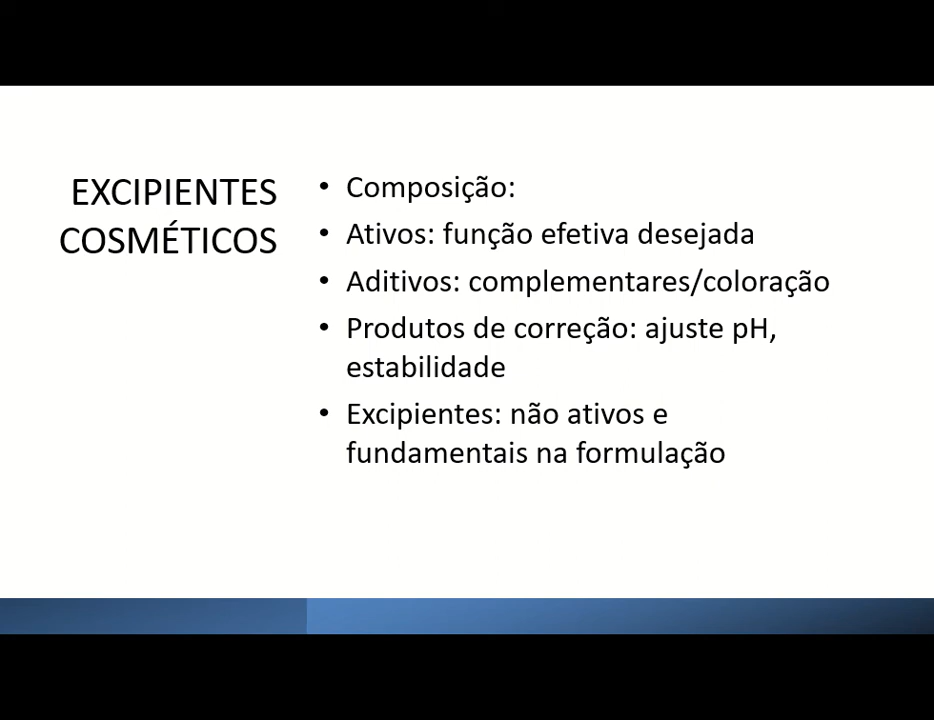 EXCIPIENTES
COSMÉTICOS
• Composição:
• Ativos: função efetiva desejada
• Aditivos: complementares/coloração
• Produtos de correção: ajuste pH,
estabilidade
• Excipientes: não ativos e
fundamentais na formulação